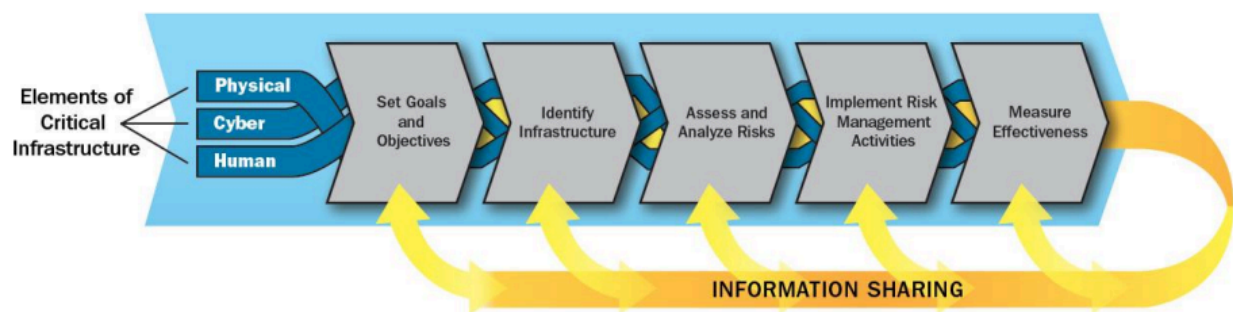 Elements of
Critical
Infrastructure
Physical
Cyber
Human
Set Goals
and
Objectives
Identify
Infrastructure
Assess and
Analyze Risks
Implement Risk
Management
Activities
Measure
Effectiveness
INFORMATION SHARING